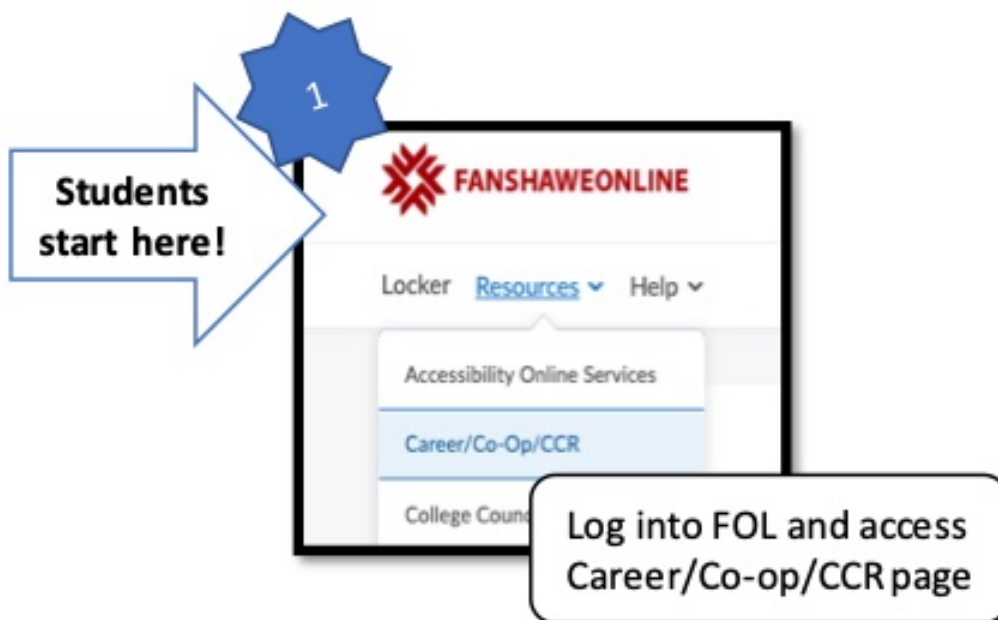 1
Students
start here!
FANSHAWEONLINE
Locker Resources Help
Accessibility Online Services
Career/Co-Op/CCR
College
Log into FOL and access
Career/Co-op/CCR page